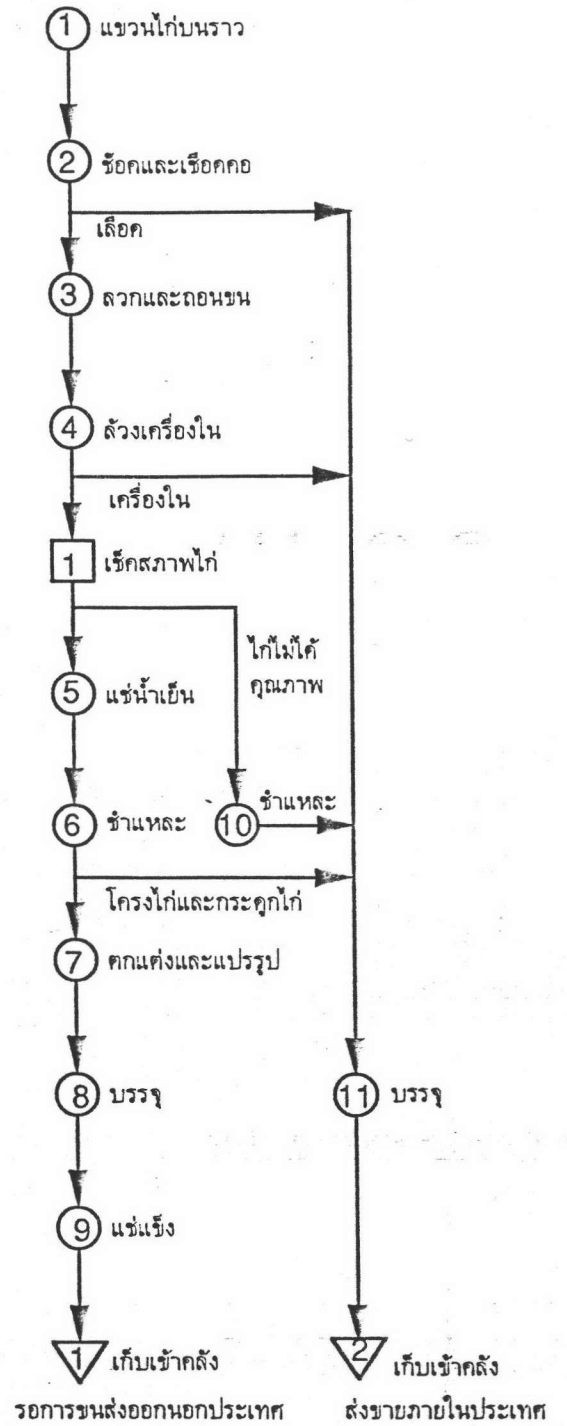 1 แขวนไก่บนราว
2 ช๊อคและเชือดคอ
เลือด
3 ลวกและถอนขน
4 ล้วงเครื่องใน
เครื่องใน
1 เช็คสภาพไก่
ไก่ไม่ได้
คุณภาพ
5 แช่น้ำเย็น
6 ชำแหละ
10 ชำแหละ
โครงไก่และกระดูกไก่
7 ตกแต่งและแปรรูป
8 บรรจุ
11 บรรจุ
9 แช่แข็ง
1 เก็บเข้าคลัง
รอการขนส่งออกนอกประเทศ
2 เก็บเข้าคลัง
ส่งขายภายในประเทศ